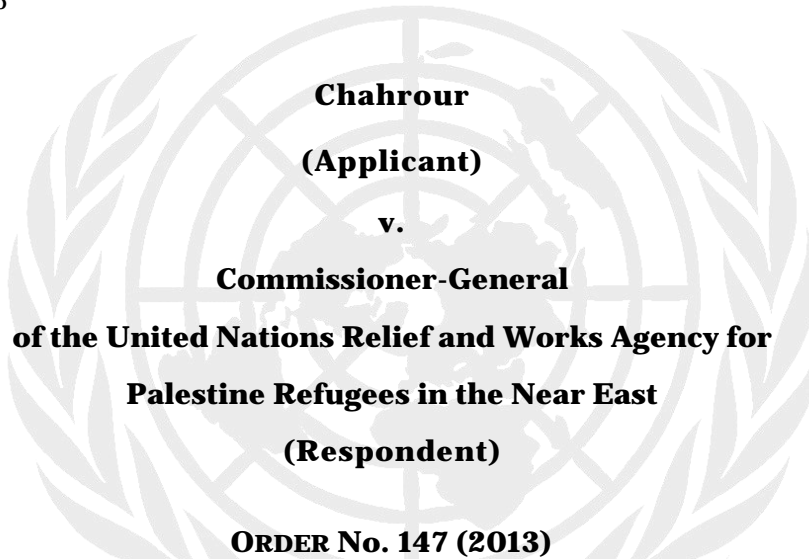 Chahrour
(Applicant)
v.
Commissioner-General
of the United Nations Relief and Works Agency for
Palestine Refugees in the Near East
(Respondent)
ORDER No. 147 (2013)